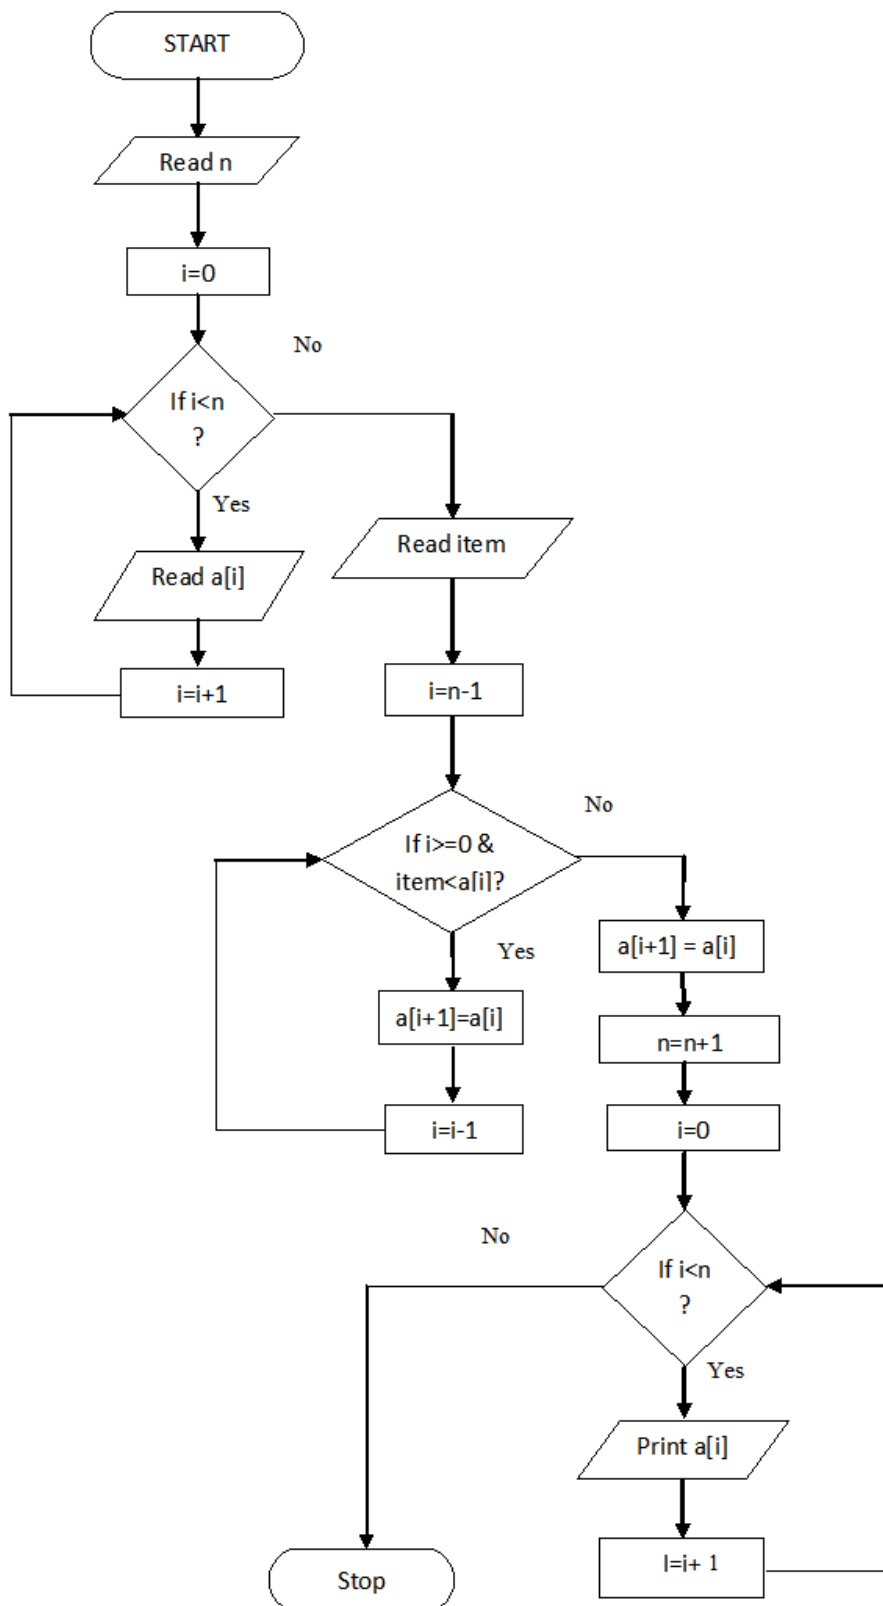 START
Read n
i=0
No
If i<n
?
Yes
Read a[i]
i=i+1
Read item
i=n-1
No
If i>=0 &
item<a[i]?
Yes
a[i+1]=a[i]
i=i-1
a[i+1] = a[i]
n=n+1
i=0
No
If i<n
?
Yes
Print a[i]
I=i+ 1
Stop